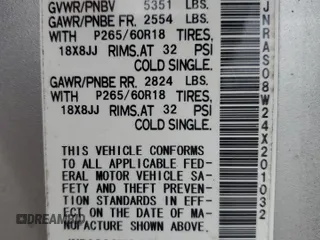 GVWR/PNBV 5351 LBS.
GAWR/PNBE FR. 2554 LBS.
WITH P265/60R18 TIRES,
18X8JJ RIMS.AT 32 PSI
COLD SINGLE.
GAWR/PNBE RR. 2824 LBS.
WITH P265/60R18 TIRES,
18X8JJ RIMS.AT 32 PSI
COLD SINGLE.
THIS VEHICLE CONFORMS
TO ALL APPLICABLE FED-
ERAL MOTOR VEHICLE SA-
FETY AND THEFT PREVEN-
TION STANDARDS IN EF-
FECT ON THE DATE OF MA-
NUFACTURE SHOWN ABOVE.
JNRAS08W24X201032